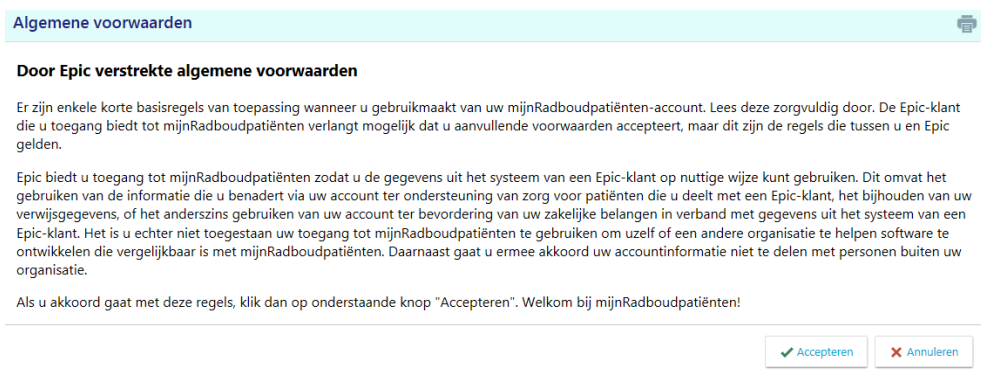 Algemene voorwaarden
Door Epic verstrekte algemene voorwaarden
Er zijn enkele korte basisregels van toepassing wanneer u gebruikmaakt van uw mijnRadboudpatiënten-account. Lees deze zorgvuldig door. De Epic-klant
die u toegang biedt tot mijnRadboudpatiënten verlangt mogelijk dat u aanvullende voorwaarden accepteert, maar dit zijn de regels die tussen u en Epic
gelden.
Epic biedt u toegang tot mijnRadboudpatiënten zodat u de gegevens uit het systeem van een Epic-klant op nuttige wijze kunt gebruiken. Dit omvat het
gebruiken van de informatie die u benadert via uw account ter ondersteuning van zorg voor patiënten die u deelt met een Epic-klant, het bijhouden van uw
verwijsgegevens, of het anderszins gebruiken van uw account ter bevordering van uw zakelijke belangen in verband met gegevens uit het systeem van een
Epic-klant. Het is u echter niet toegestaan uw toegang tot mijnRadboudpatiënten te gebruiken om uzelf of een andere organisatie te helpen software te
ontwikkelen die vergelijkbaar is met mijnRadboudpatiënten. Daarnaast gaat u ermee akkoord uw accountinformatie niet te delen met personen buiten uw
organisatie.
Als u akkoord gaat met deze regels, klik dan op onderstaande knop "Accepteren". Welkom bij mijnRadboudpatiënten!
Accepteren Annuleren